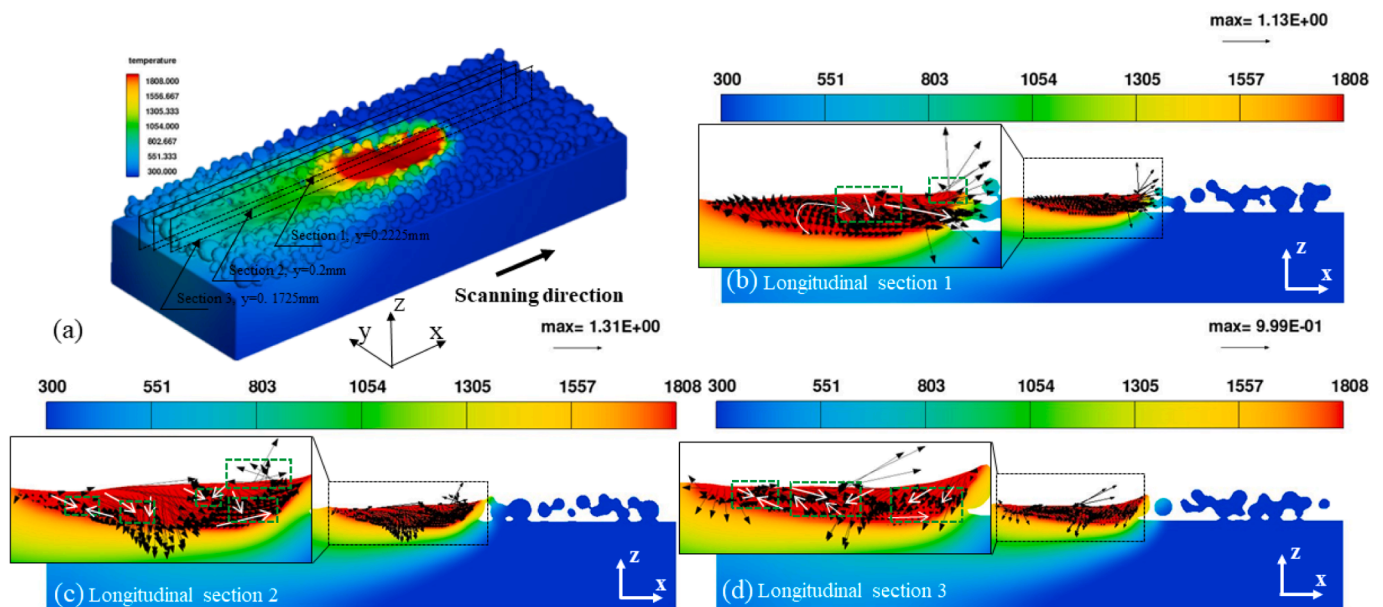 temperature
1808.000
1556.667
1305.333
1054.000
802.667
551.333
300.000
Section 1, y=0.2225mm
Section 2, y=0.2mm
Section 3, y=0. 1725mm
Scanning direction
z
y
x
(a)
max= 1.13E+00
300 551 803 1054 1305 1557 1808
(b) Longitudinal section 1
z
x
max= 1.31E+00
300 551 803 1054 1305 1557 1808
(c) Longitudinal section 2
z
x
max= 9.99E-01
300 551 803 1054 1305 1557 1808
(d) Longitudinal section 3
z
x